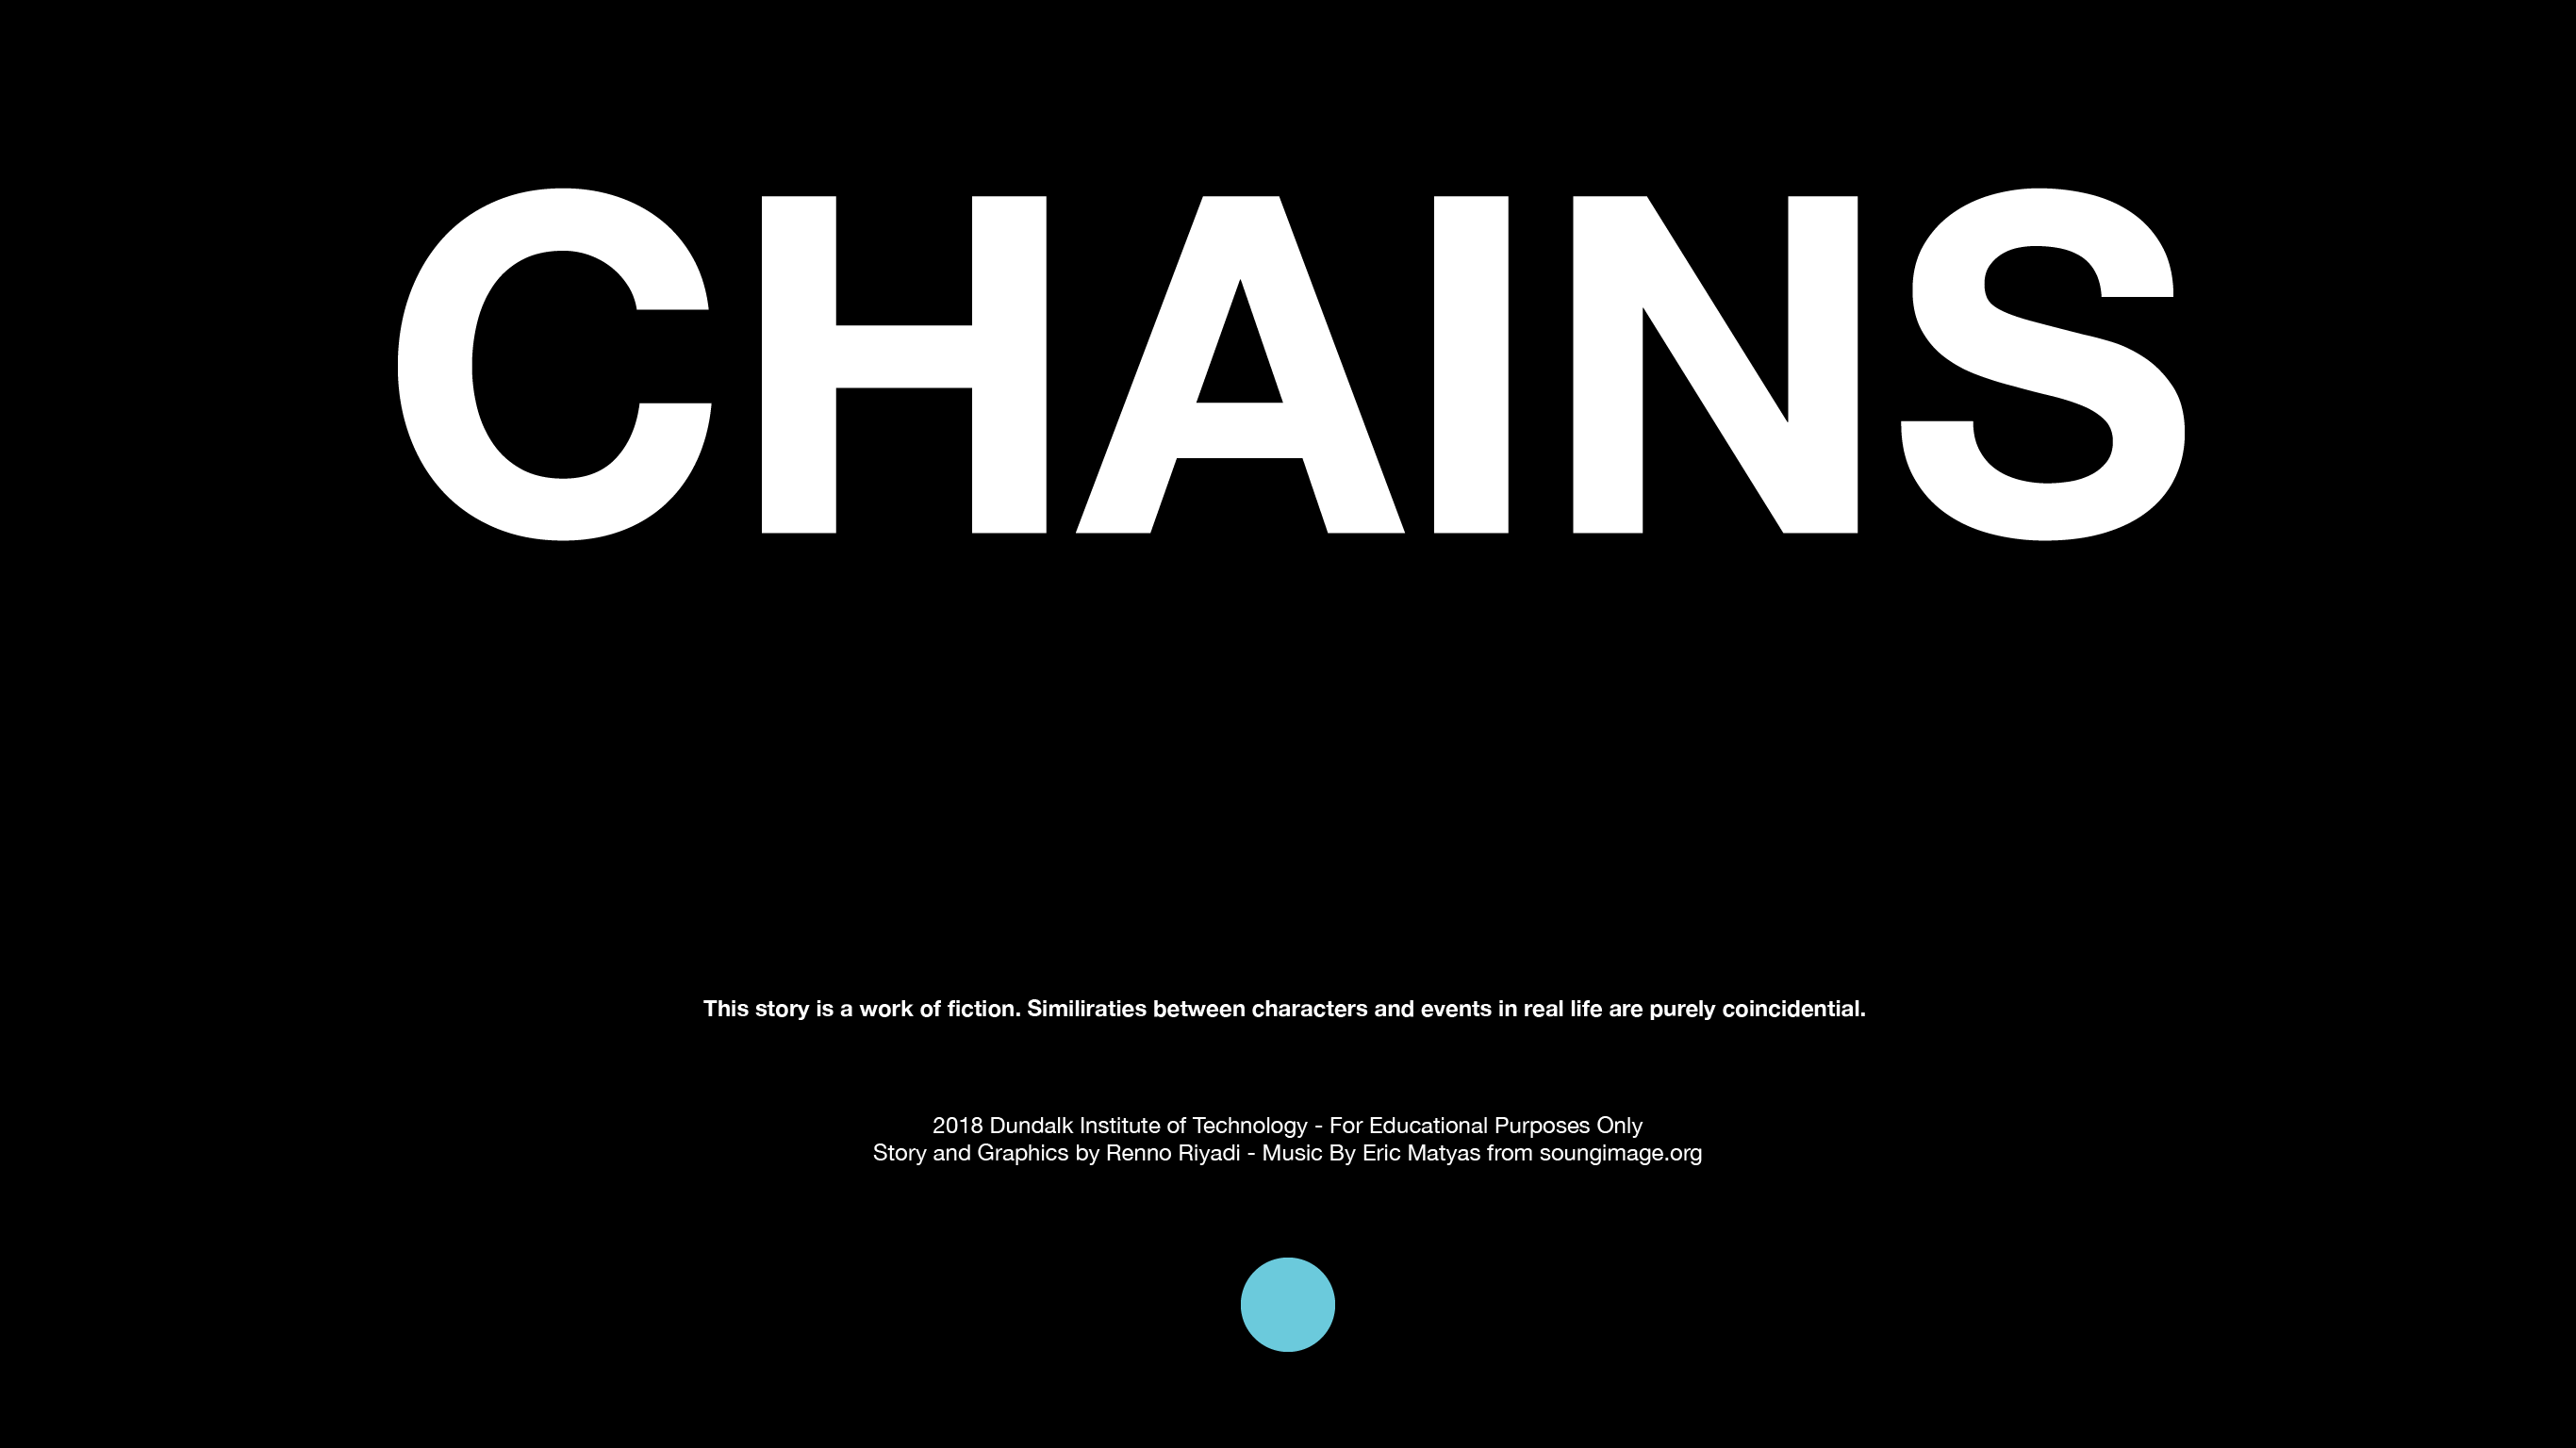 CHAINS
This story is a work of fiction. Similiraties between characters and events in real life are purely coincidential.
2018 Dundalk Institute of Technology - For Educational Purposes Only
Story and Graphics by Renno Riyadi - Music By Eric Matyas from soungimage.org